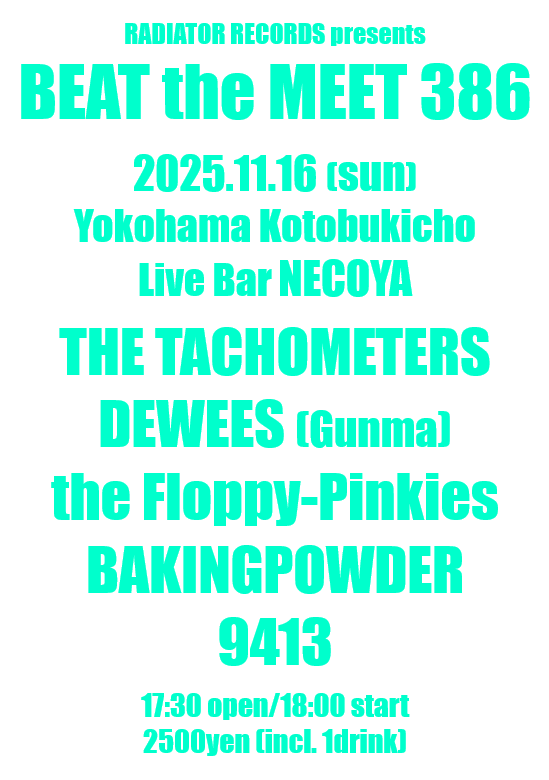 RADIATOR RECORDS presents
BEAT the MEET 386
2025.11.16 (sun)
Yokohama Kotobukicho
Live Bar NECOYA
THE TACHOMETERS
DEWEES (Gunma)
the Floppy-Pinkies
BAKINGPOWDER
9413
17:30 open/18:00 start
2500yen (incl. 1drink)